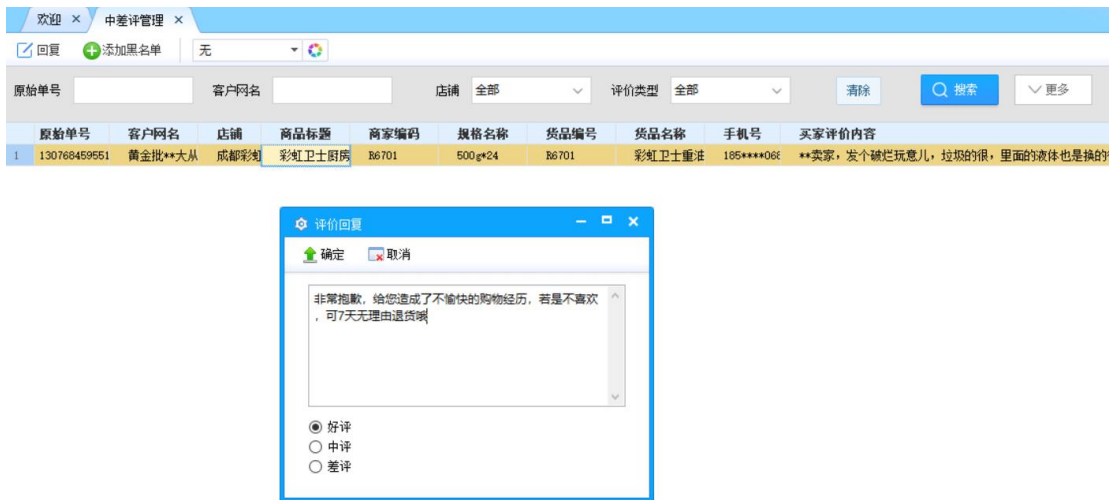 欢迎 × 中差评管理 ×
回复 添加黑名单 无
原始单号 客户网名 店铺 全部 评价类型 全部 清除 搜索 更多
原始单号 客户网名 店铺 商品标题 商家编码 规格名称 货品编号 货品名称 手机号 买家评价内容
1 130768459551 黄金批**大从 成都彩虹 彩虹卫士厨房 R6701 500g*24 R6701 彩虹卫士重油 185****068 **卖家，发个破烂玩意儿，垃圾的很，里面的液体也是换的
评价回复
确定 取消
非常抱歉，给您造成了不愉快的购物经历，若是不喜欢
，可7天无理由退货哦
好评
中评
差评